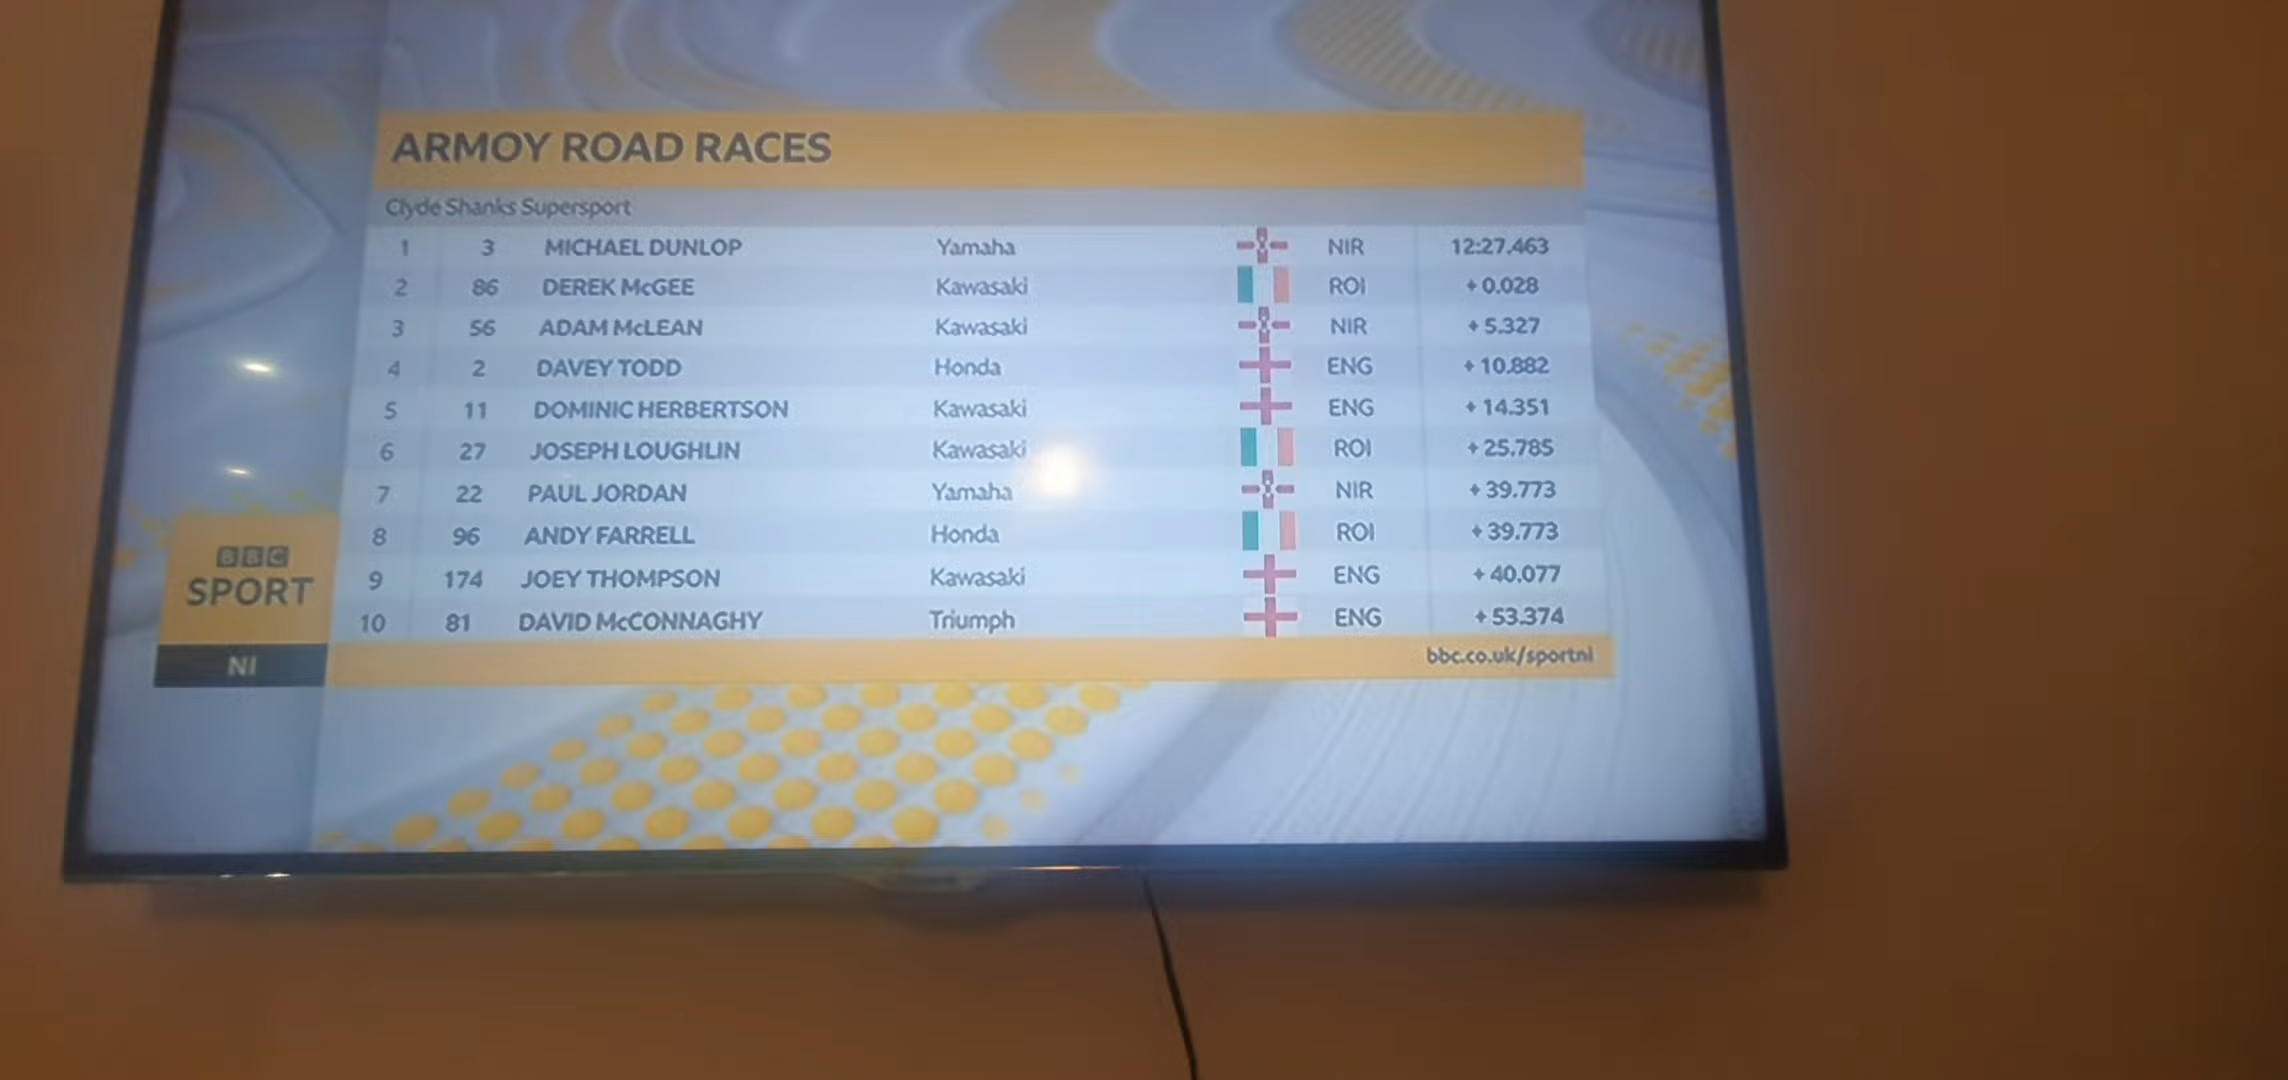 ARMOY ROAD RACES
Clyde Shanks Supersport
1 3 MICHAEL DUNLOP Yamaha NIR 12:27.463
2 86 DEREK McGEE Kawasaki ROI + 0.028
3 56 ADAM McLEAN Kawasaki NIR + 5.327
4 2 DAVEY TODD Honda ENG + 10.882
5 11 DOMINIC HERBERTSON Kawasaki ENG + 14.351
6 27 JOSEPH LOUGHLIN Kawasaki ROI + 25.785
7 22 PAUL JORDAN Yamaha NIR + 39.773
8 96 ANDY FARRELL Honda ROI + 39.773
9 174 JOEY THOMPSON Kawasaki ENG + 40.077
10 81 DAVID McCONNAGHY Triumph ENG + 53.374
BBC
SPORT
NI
bbc.co.uk/sportni